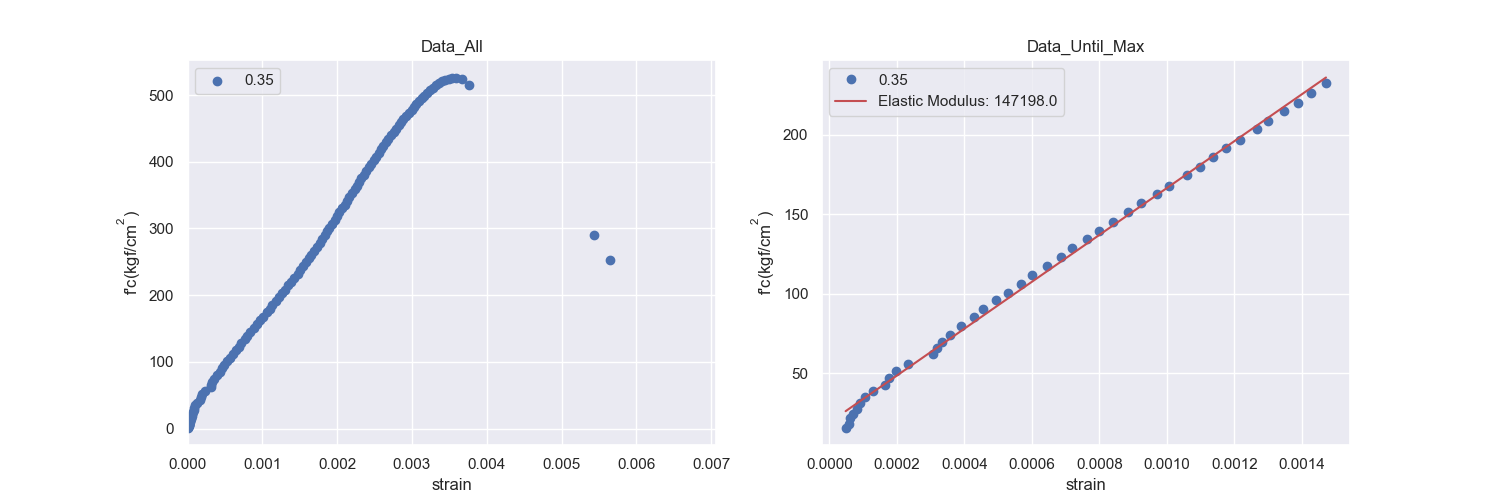 Data_All
0.35
500
400
300
200
100
0
f'c(kgf/cm²)
0.000 0.001 0.002 0.003 0.004 0.005 0.006 0.007
strain
Data_Until_Max
0.35
Elastic Modulus: 147198.0
200
150
100
50
f'c(kgf/cm²)
0.0000 0.0002 0.0004 0.0006 0.0008 0.0010 0.0012 0.0014
strain